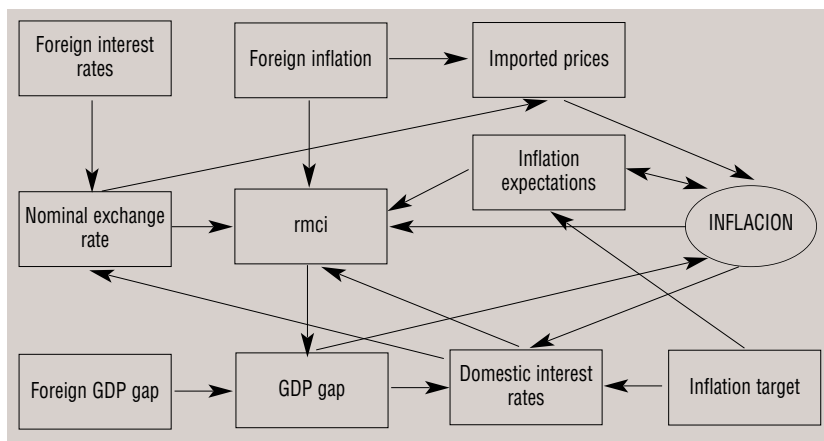 Foreign interest
rates
Foreign inflation
Imported prices
Inflation
expectations
Nominal exchange
rate
rmci
INFLACION
Foreign GDP gap
GDP gap
Domestic interest
rates
Inflation target